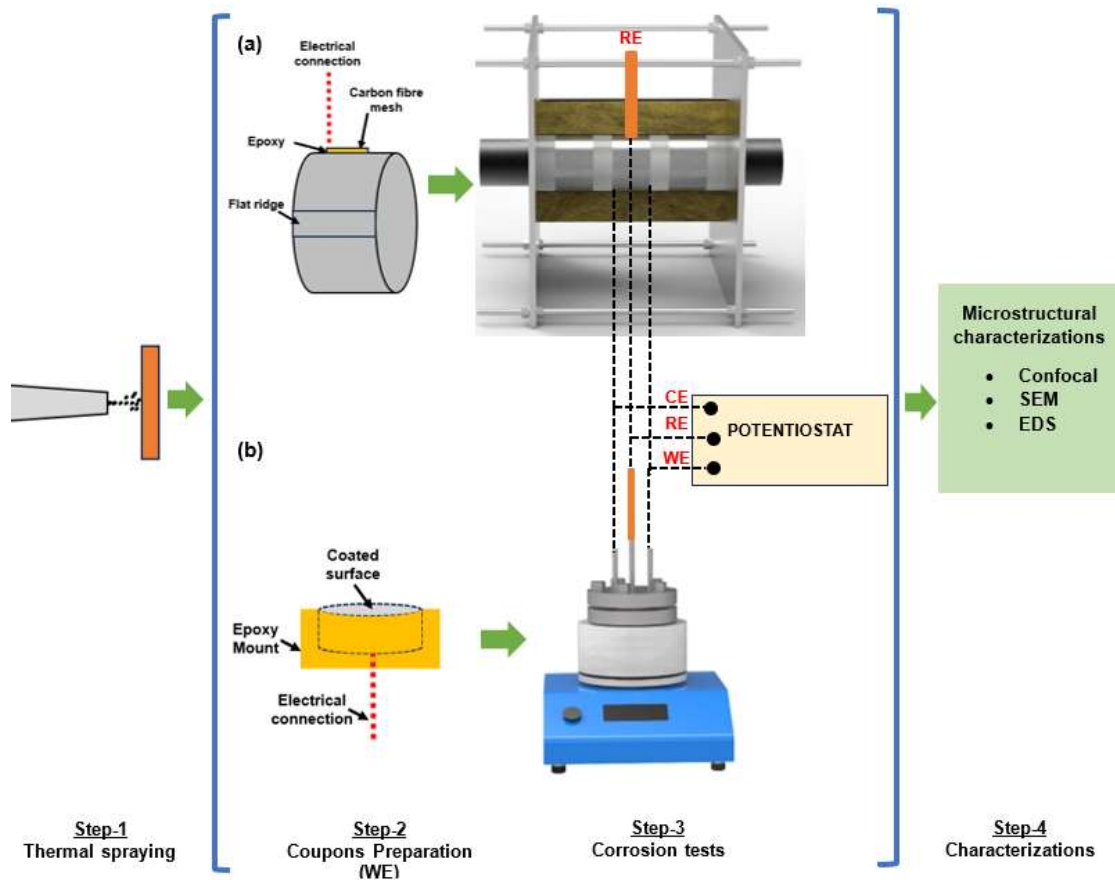 (a)
Electrical
connection
Carbon fibre
mesh
Epoxy
Flat ridge
RE
CE
RE
WE
POTENTIOSTAT
(b)
Coated
surface
Epoxy
Mount
Electrical
connection
Microstructural
characterizations
• Confocal
• SEM
• EDS
Step-1
Thermal spraying
Step-2
Coupons Preparation
(WE)
Step-3
Corrosion tests
Step-4
Characterizations